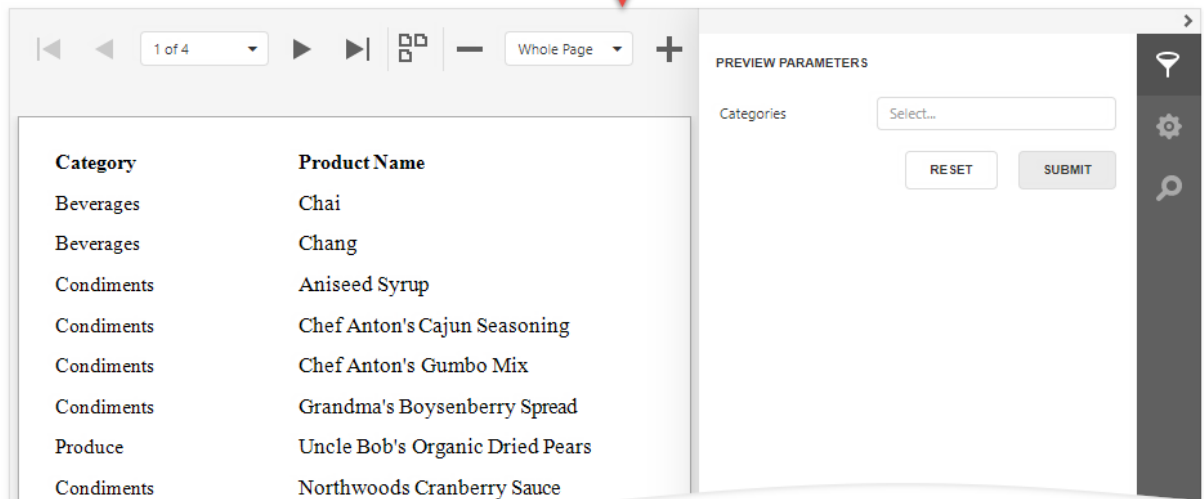 1 of 4
Whole Page
PREVIEW PARAMETERS
Categories Select...
RESET SUBMIT
Category Product Name
Beverages Chai
Beverages Chang
Condiments Aniseed Syrup
Condiments Chef Anton's Cajun Seasoning
Condiments Chef Anton's Gumbo Mix
Condiments Grandma's Boysenberry Spread
Produce Uncle Bob's Organic Dried Pears
Condiments Northwoods Cranberry Sauce